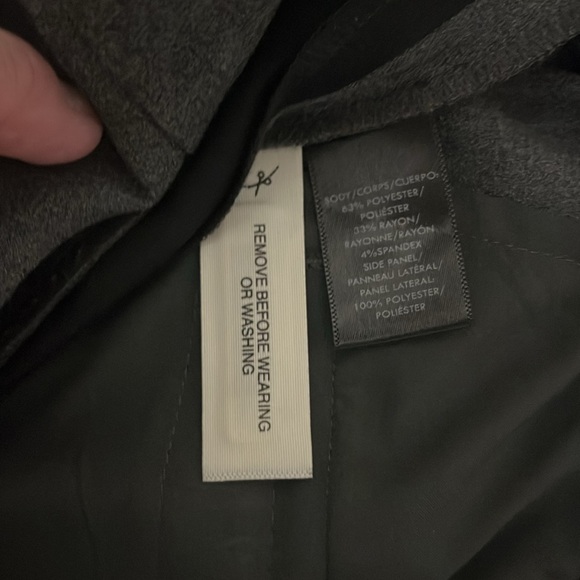 REMOVE BEFORE WEARING
OR WASHING
BODY/CORPS/CUERPO:
63% POLYESTER/
POLIÉSTER
33% RAYON/
RAYONNE/RAYÓN
4%SPANDEX
SIDE PANEL/
PANNEAU LATÉRAL/
PANEL LATERAL:
100% POLYESTER/
POLIÉSTER